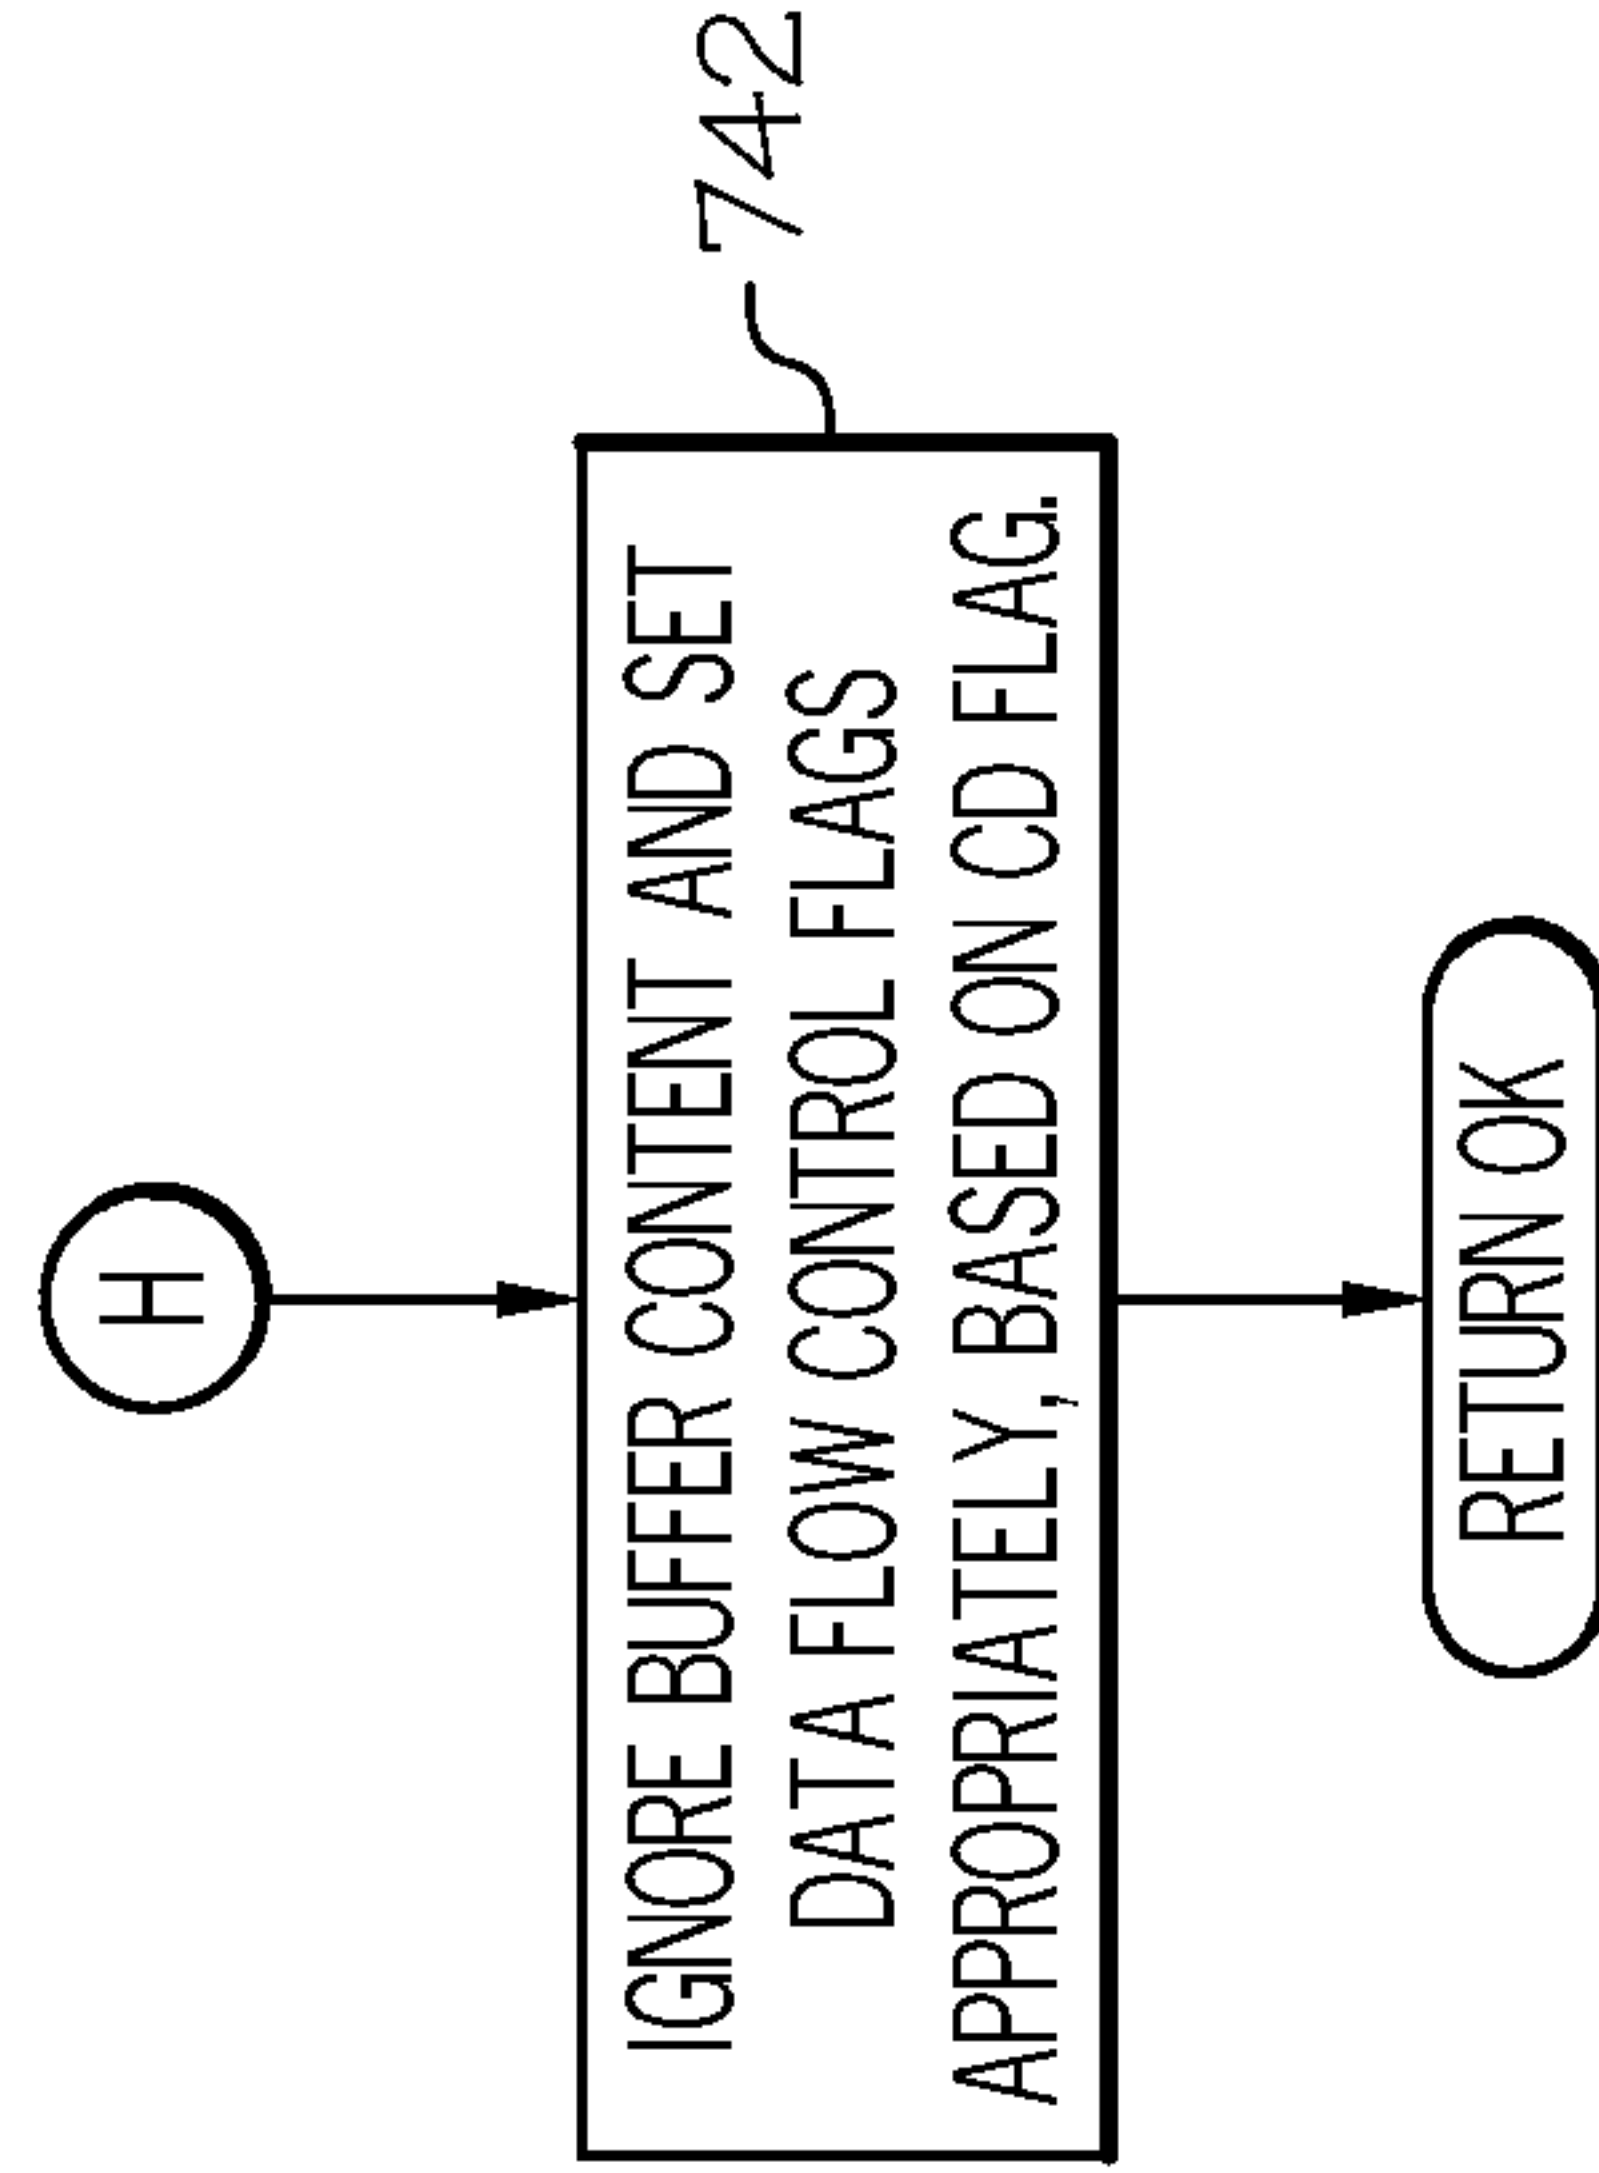 H
IGNORE BUFFER CONTENT AND SET
DATA FLOW CONTROL FLAGS
APPROPRIATELY, BASED ON CD FLAG.
742
RETURN OK